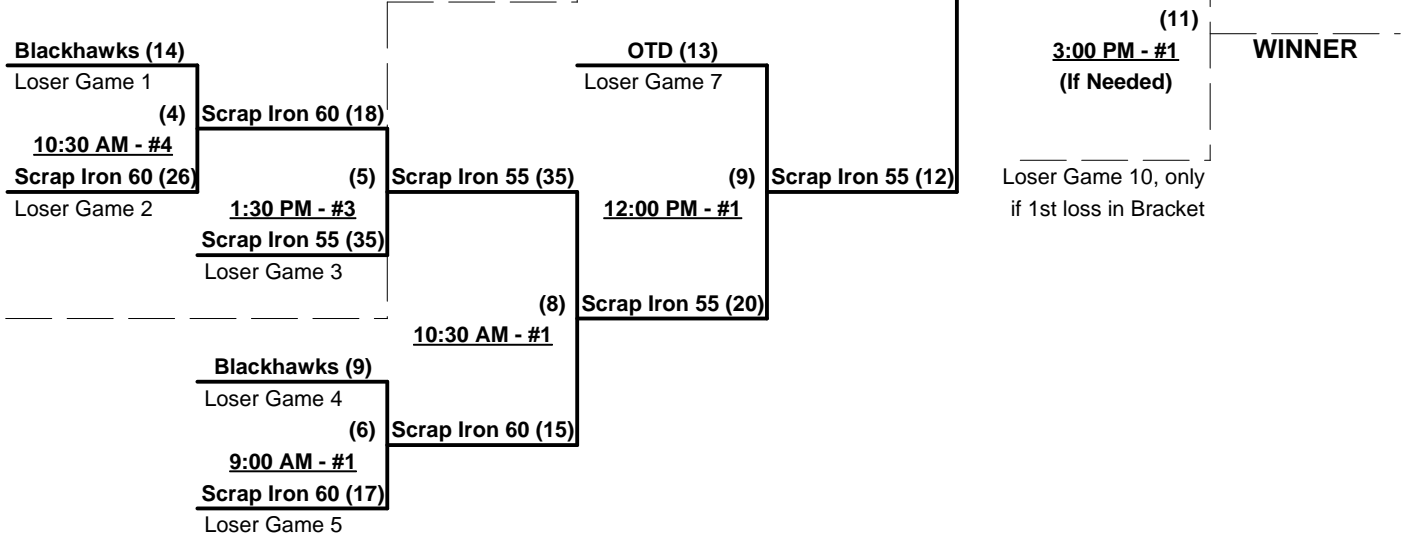 (11)
Blackhawks (14)
OTD (13)
3:00 PM - #1
WINNER
Loser Game 1
Loser Game 7
(If Needed)
(4)
Scrap Iron 60 (18)
10:30 AM - #4
Scrap Iron 60 (26)
(5)
Scrap Iron 55 (35)
(9)
Scrap Iron 55 (12)
Loser Game 10, only
Loser Game 2
1:30 PM - #3
12:00 PM - #1
if 1st loss in Bracket
Scrap Iron 55 (35)
Loser Game 3
(8)
Scrap Iron 55 (20)
10:30 AM - #1
Blackhawks (9)
Loser Game 4
(6)
Scrap Iron 60 (15)
9:00 AM - #1
Scrap Iron 60 (17)
Loser Game 5